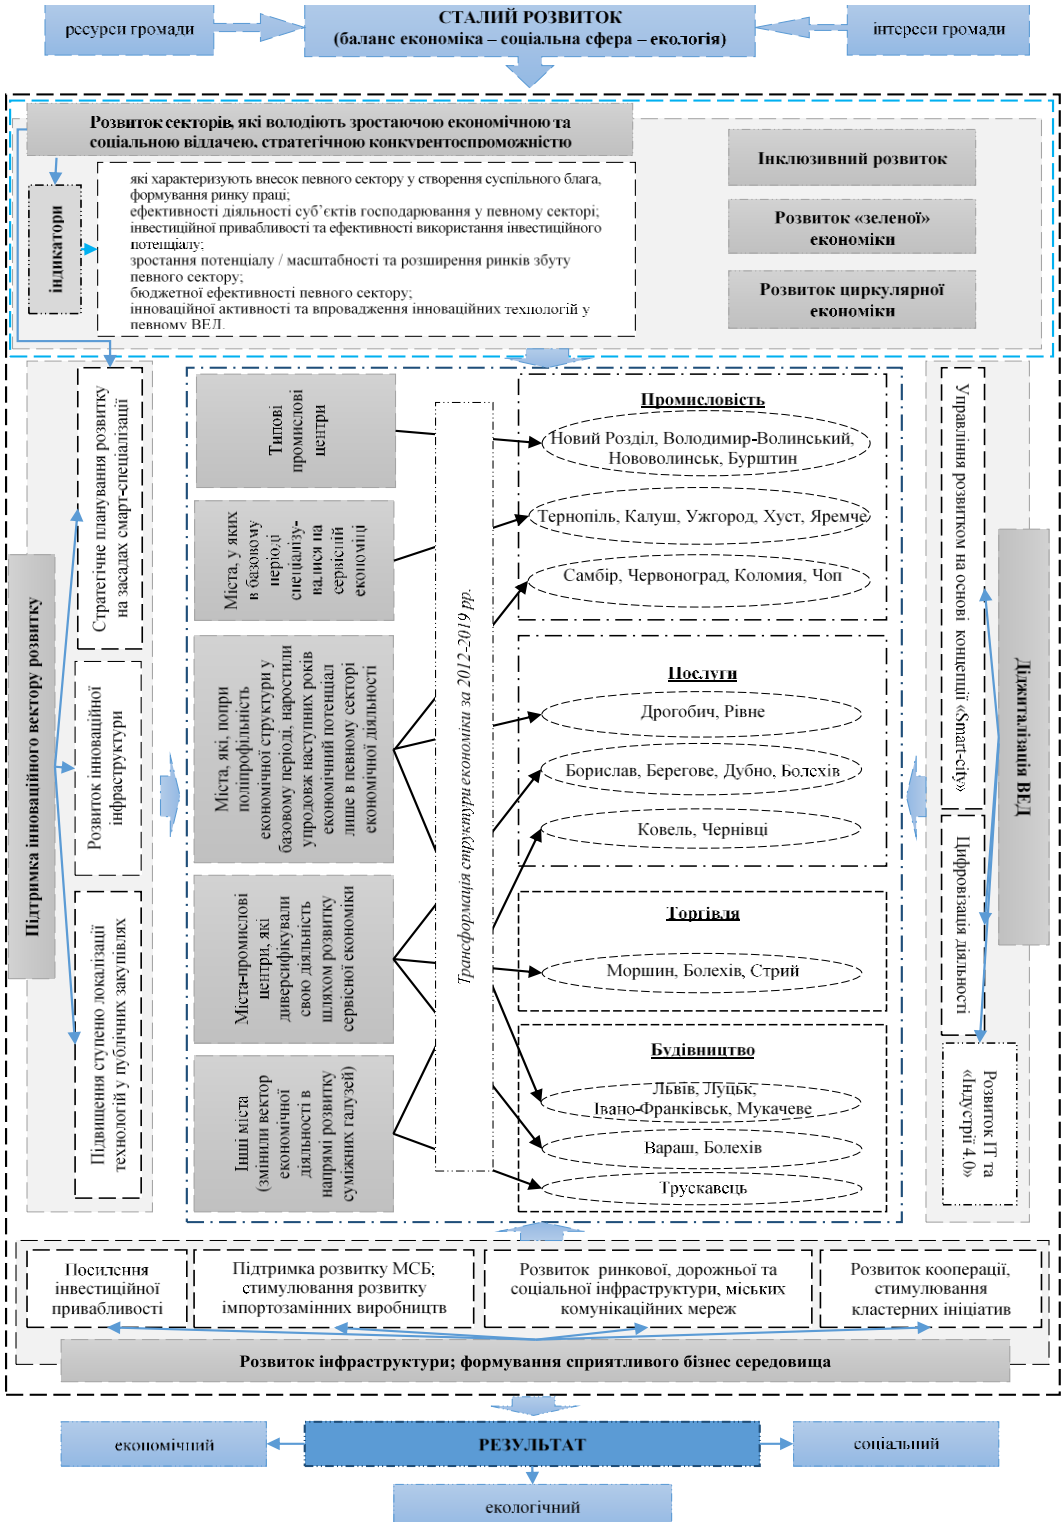 ресурси громади
СТАЛИЙ РОЗВИТОК
(баланс економіка – соціальна сфера – екологія)
інтереси громади
Розвиток секторів, які володіють зростаючою економічною та
соціальною віддачею, стратегічною конкурентоспроможністю
індикатори
які характеризують внесок певного сектору у створення суспільного блага,
формування ринку праці;
ефективності діяльності суб’єктів господарювання у певному секторі;
інвестиційної привабливості та ефективності використання інвестиційного
потенціалу;
зростання потенціалу / масштабності та розширення ринків збуту
певного сектору;
бюджетної ефективності певного сектору;
інноваційної активності та впровадження інноваційних технологій у
певному ВЕД.
Інклюзивний розвиток
Розвиток «зеленої»
економіки
Розвиток циркулярної
економіки
Підтримка інноваційного вектору розвитку
Стратегічне планування розвитку
на засадах смарт-спеціалізації
Розвиток інноваційної
інфраструктури
Підвищення ступеню локалізації
технологій у публічних закупівлях
Типові
промислові
центри
Міста, у яких
в базовому
періоді
спеціалізу-
валися на
сервісній
економіці
Міста, які, попри
поліпрофільність
економічної структури у
базовому періоді, наростили
упродовж наступних років
економічний потенціал
лише в певному секторі
економічної діяльності
Міста-промислові
центри, які
диверсифікували
свою діяльність
шляхом розвитку
сервісної економіки
Інші міста
(змінили вектор
економічної
діяльності в
напрямі розвитку
суміжних галузей)
Трансформація структури економіки за 2012-2019 рр.
Промисловість
Новий Розділ, Володимир-Волинський,
Нововолинськ, Бурштин
Тернопіль, Калуш, Ужгород, Хуст, Яремче
Самбір, Червоноград, Коломия, Чоп
Послуги
Дрогобич, Рівне
Борислав, Берегове, Дубно, Болехів
Ковель, Чернівці
Торгівля
Моршин, Болехів, Стрий
Будівництво
Львів, Луцьк,
Івано-Франківськ, Мукачеве
Вараш, Болехів
Трускавець
Управління розвитком на основі концепції «Smart-city»
Цифровізація діяльності
Розвиток ІТ та
«Індустрії 4.0»
Діджиталізація ВЕД
Посилення
інвестиційної
привабливості
Підтримка розвитку МСБ;
стимулювання розвитку
імпортозамінних виробництв
Розвиток ринкової, дорожньої та
соціальної інфраструктури, міських
комунікаційних мереж
Розвиток кооперації,
стимулювання
кластерних ініціатив
Розвиток інфраструктури; формування сприятливого бізнес середовища
економічний
РЕЗУЛЬТАТ
соціальний
екологічний